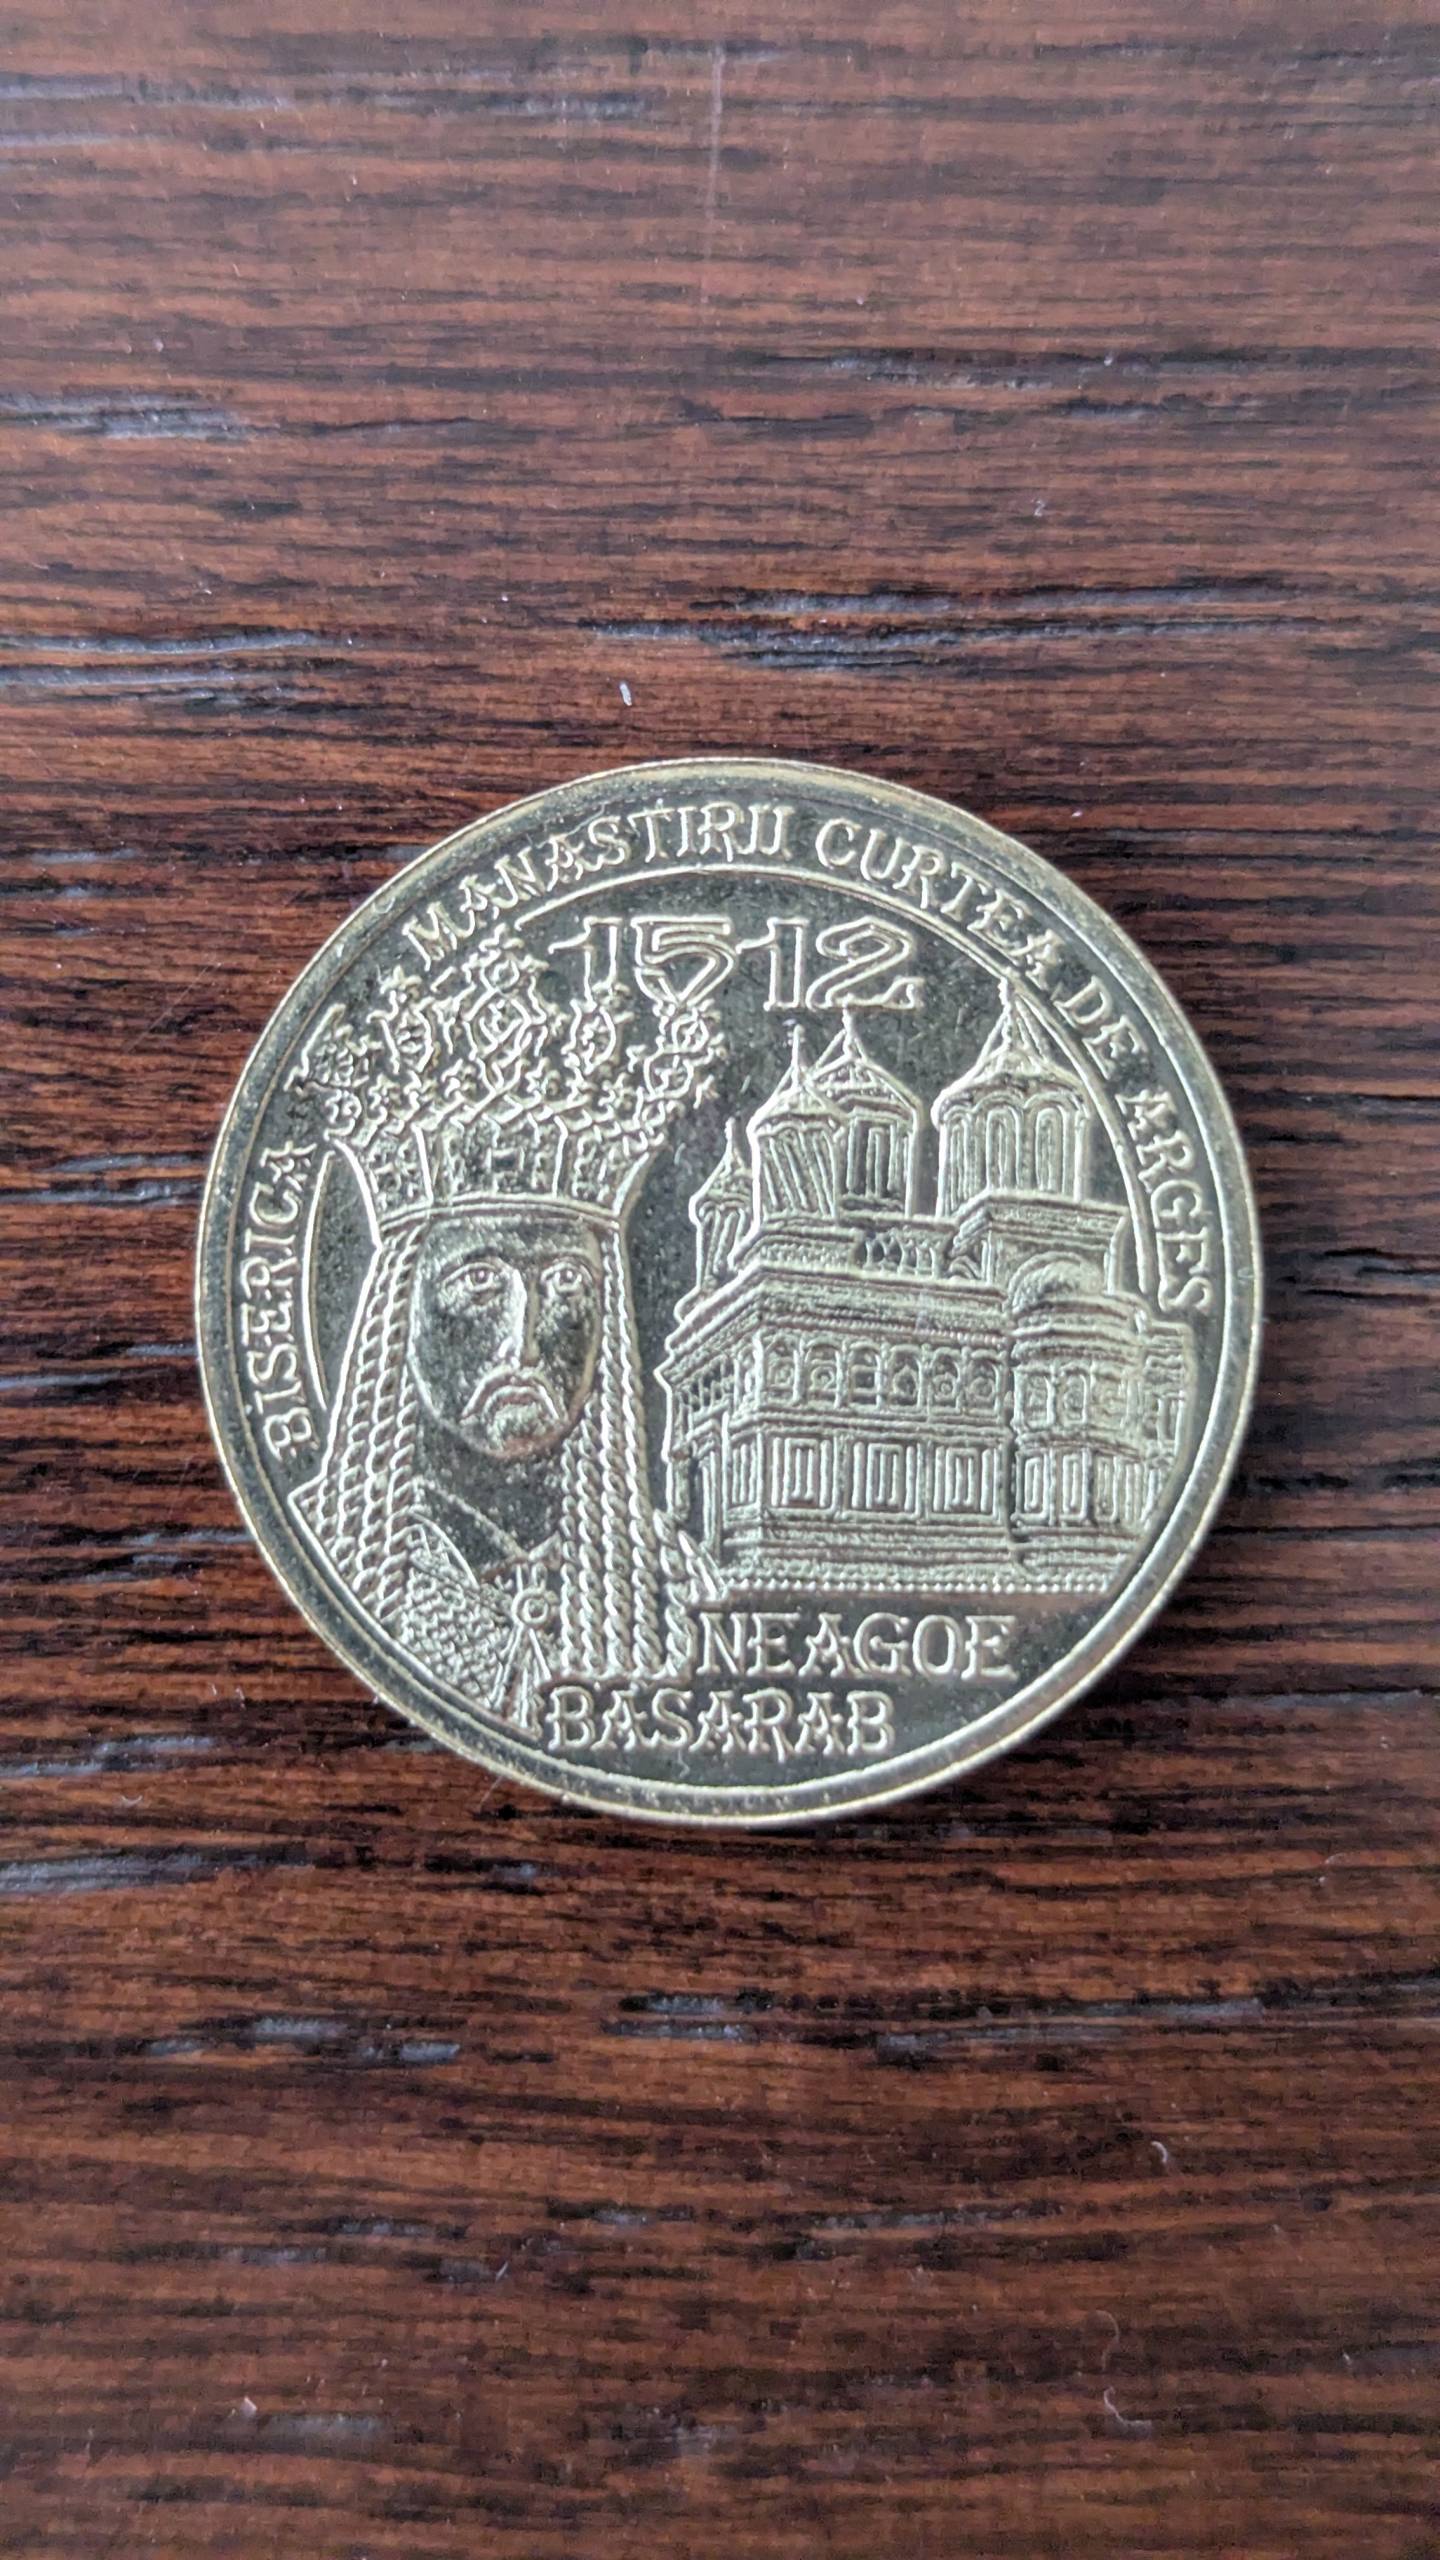 BISERICA MANASTIRII CURTEA DE ARGES
1512
NEAGOE
BASARAB